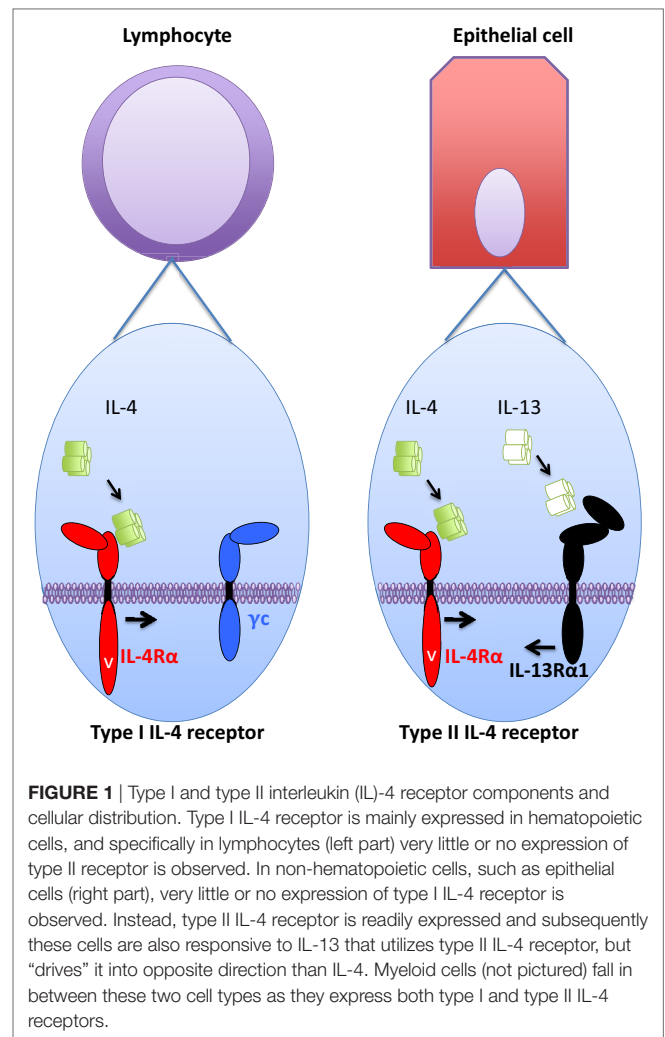 Lymphocyte
Epithelial cell
IL-4
IL-4
IL-13
γc
V
IL-4Rα
V
IL-4Rα
IL-13Rα1
Type I IL-4 receptor
Type II IL-4 receptor
FIGURE 1 | Type I and type II interleukin (IL)-4 receptor components and
cellular distribution. Type I IL-4 receptor is mainly expressed in hematopoietic
cells, and specifically in lymphocytes (left part) very little or no expression of
type II receptor is observed. In non-hematopoietic cells, such as epithelial
cells (right part), very little or no expression of type I IL-4 receptor is
observed. Instead, type II IL-4 receptor is readily expressed and subsequently
these cells are also responsive to IL-13 that utilizes type II IL-4 receptor, but
“drives” it into opposite direction than IL-4. Myeloid cells (not pictured) fall in
between these two cell types as they express both type I and type II IL-4
receptors.